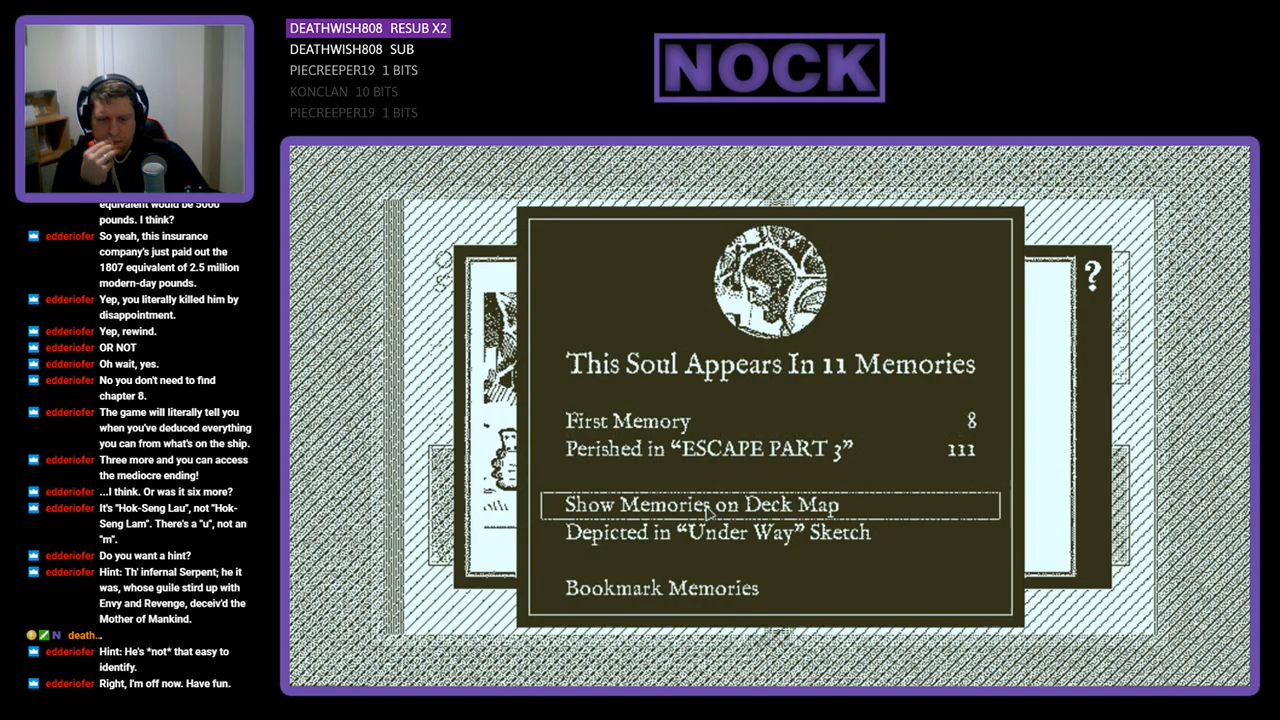 DEATHWISH808 RESUB X2
DEATHWISH808 SUB
PIECREEPER19 1 BITS
KONCLAN 10 BITS
PIECREEPER19 1 BITS
NOCK
equivalent would be 5000
pounds. I think?
edderiofer So yeah, this insurance
company's just paid out the
1807 equivalent of 2.5 million
modern-day pounds.
edderiofer Yep, you literally killed him by
disappointment.
edderiofer Yep, rewind.
edderiofer OR NOT
edderiofer Oh wait, yes.
edderiofer No you don't need to find
chapter 8.
edderiofer The game will literally tell you
when you've deduced everything
you can from what's on the ship.
edderiofer Three more and you can access
the mediocre ending!
edderiofer ...I think. Or was it six more?
edderiofer It's "Hok-Seng Lau", not "Hok-
Seng Lam". There's a "u", not an
"m".
edderiofer Do you want a hint?
edderiofer Hint: Th' infernal Serpent; he it
was, whose guile stird up with
Envy and Revenge, deceiv'd the
Mother of Mankind.
N death...
edderiofer Hint: He's *not* that easy to
identify.
edderiofer Right, I'm off now. Have fun.
?
This Soul Appears In 11 Memories
First Memory 8
Perished in "ESCAPE PART 3" 111
Show Memories on Deck Map
Depicted in "Under Way" Sketch
Bookmark Memories